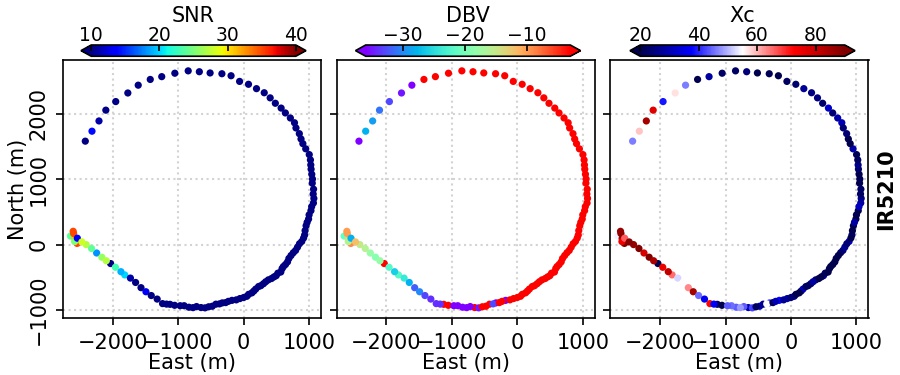 SNR DBV Xc
10 20 30 40 −30 −20 −10 20 40 60 80
North (m)
2000
1000
0
−1000
−2000 −1000 0 1000 −2000 −1000 0 1000 −2000 −1000 0 1000
East (m) East (m) East (m)
IR5210